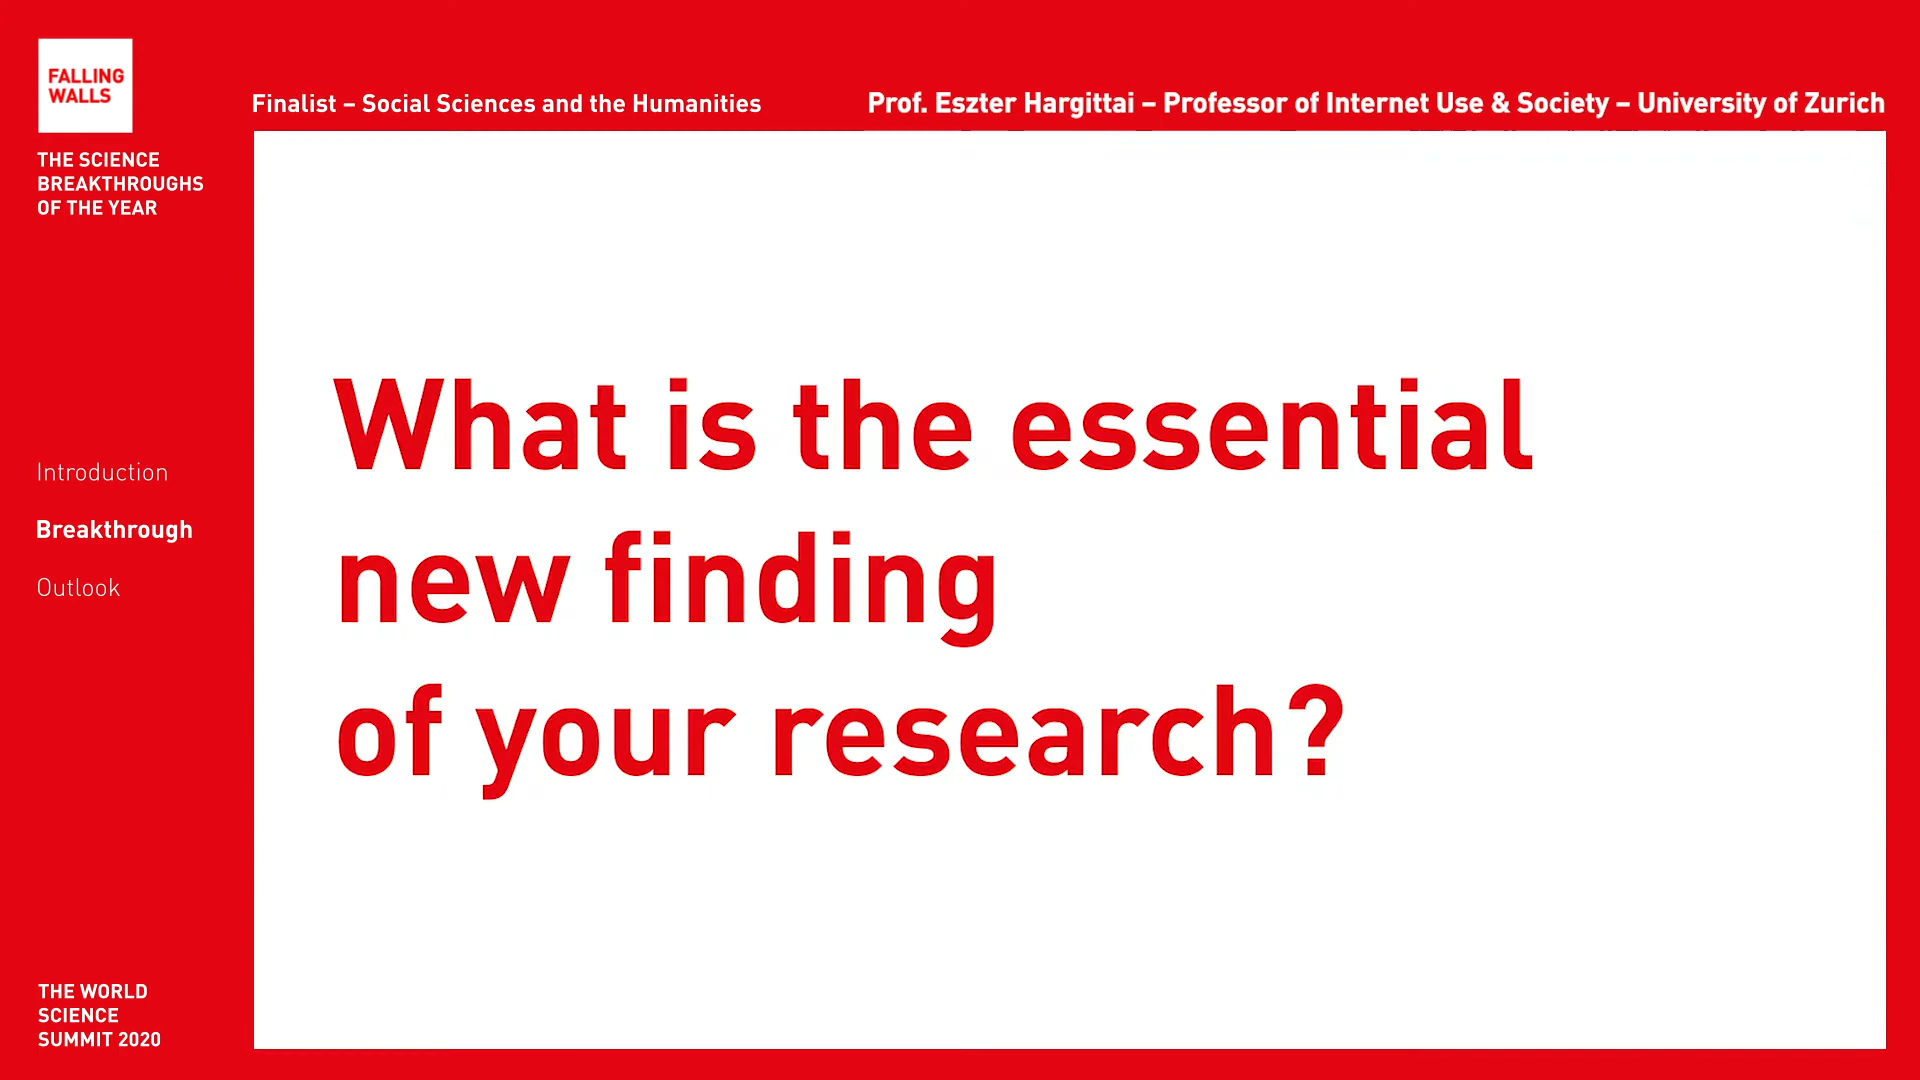 FALLING
WALLS
THE SCIENCE
BREAKTHROUGHS
OF THE YEAR
Finalist – Social Sciences and the Humanities
Prof. Eszter Hargittai – Professor of Internet Use & Society – University of Zurich
Introduction
Breakthrough
Outlook
What is the essential
new finding
of your research?
THE WORLD
SCIENCE
SUMMIT 2020